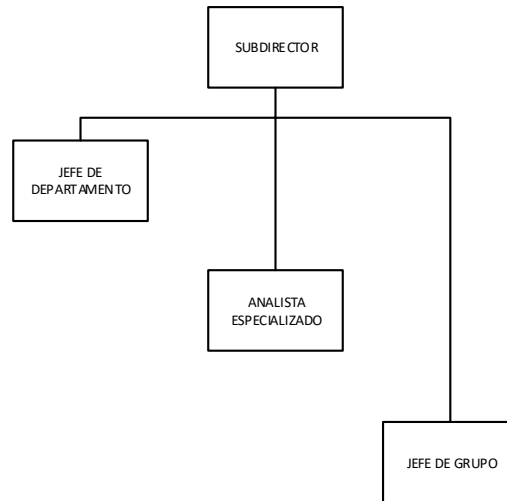 SUBDIRECTOR
JEFE DE
DEPARTAMENTO
ANALISTA
ESPECIALIZADO
JEFE DE GRUPO